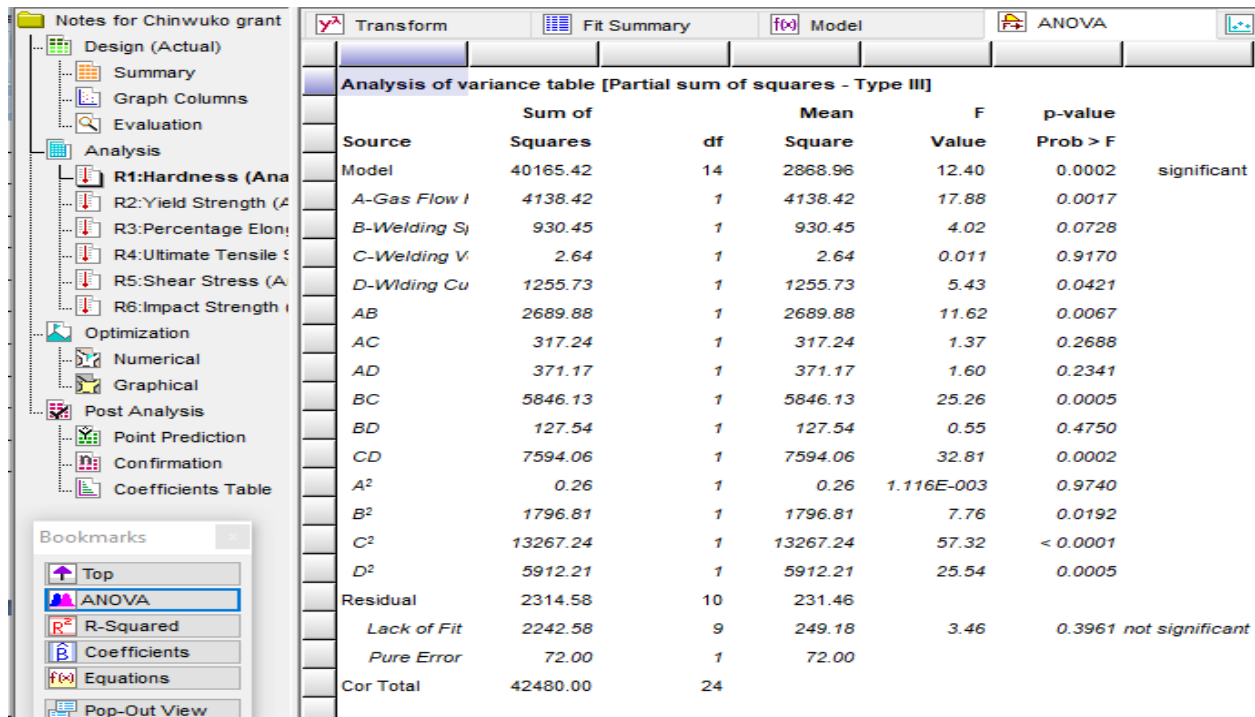 Notes for Chinwuko grant
Design (Actual)
Summary
Graph Columns
Evaluation
Analysis
R1:Hardness (Ana
R2:Yield Strength (A
R3:Percentage Elon
R4:Ultimate Tensile S
R5:Shear Stress (A
R6:Impact Strength (
Optimization
Numerical
Graphical
Post Analysis
Point Prediction
Confirmation
Coefficients Table
Bookmarks
Top
ANOVA
R-Squared
Coefficients
Equations
Pop-Out View
Transform Fit Summary Model ANOVA
Analysis of variance table [Partial sum of squares - Type III]
Sum of Mean F p-value
Source Squares df Square Value Prob > F
Model 40165.42 14 2868.96 12.40 0.0002 significant
A-Gas Flow 4138.42 1 4138.42 17.88 0.0017
B-Welding S 930.45 1 930.45 4.02 0.0728
C-Welding V 2.64 1 2.64 0.011 0.9170
D-Wlding Cu 1255.73 1 1255.73 5.43 0.0421
AB 2689.88 1 2689.88 11.62 0.0067
AC 317.24 1 317.24 1.37 0.2688
AD 371.17 1 371.17 1.60 0.2341
BC 5846.13 1 5846.13 25.26 0.0005
BD 127.54 1 127.54 0.55 0.4750
CD 7594.06 1 7594.06 32.81 0.0002
A² 0.26 1 0.26 1.116E-003 0.9740
B² 1796.81 1 1796.81 7.76 0.0192
C² 13267.24 1 13267.24 57.32 < 0.0001
D² 5912.21 1 5912.21 25.54 0.0005
Residual 2314.58 10 231.46
Lack of Fit 2242.58 9 249.18 3.46 0.3961 not significant
Pure Error 72.00 1 72.00
Cor Total 42480.00 24